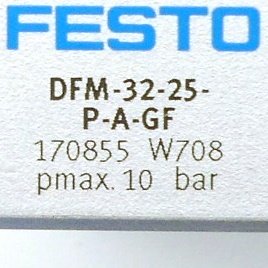 FESTO
DFM-32-25-
P-A-GF
170855 W708
pmax. 10 bar